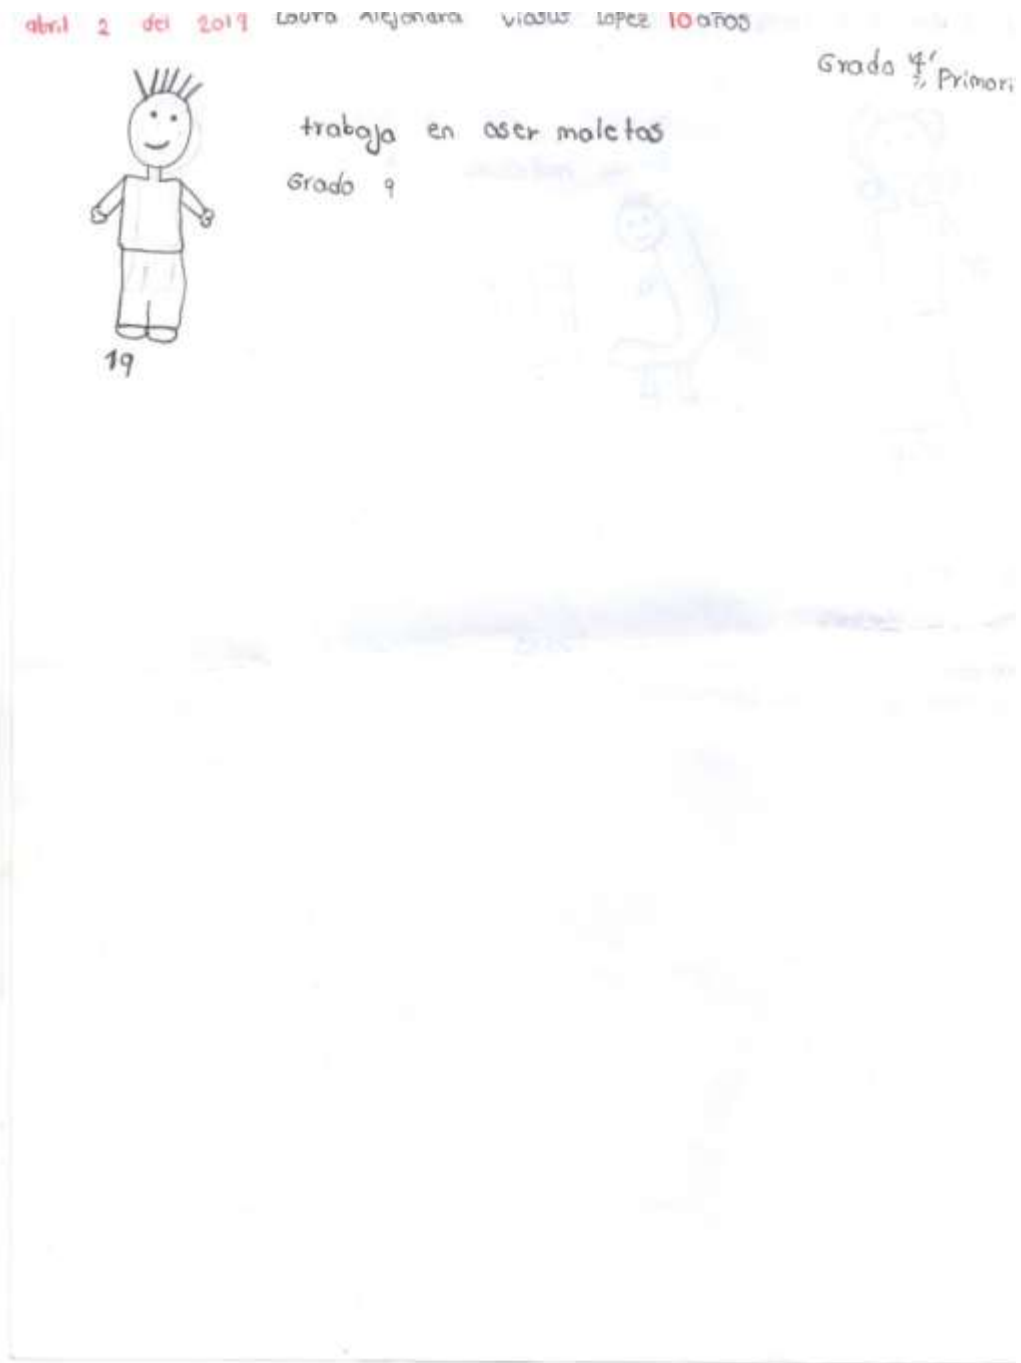 abril 2 del 2019 Laura Alejandra Viasus Lopez 10 años
Grado 4° Primari
trabaja en aser maletas
Grado 9
19